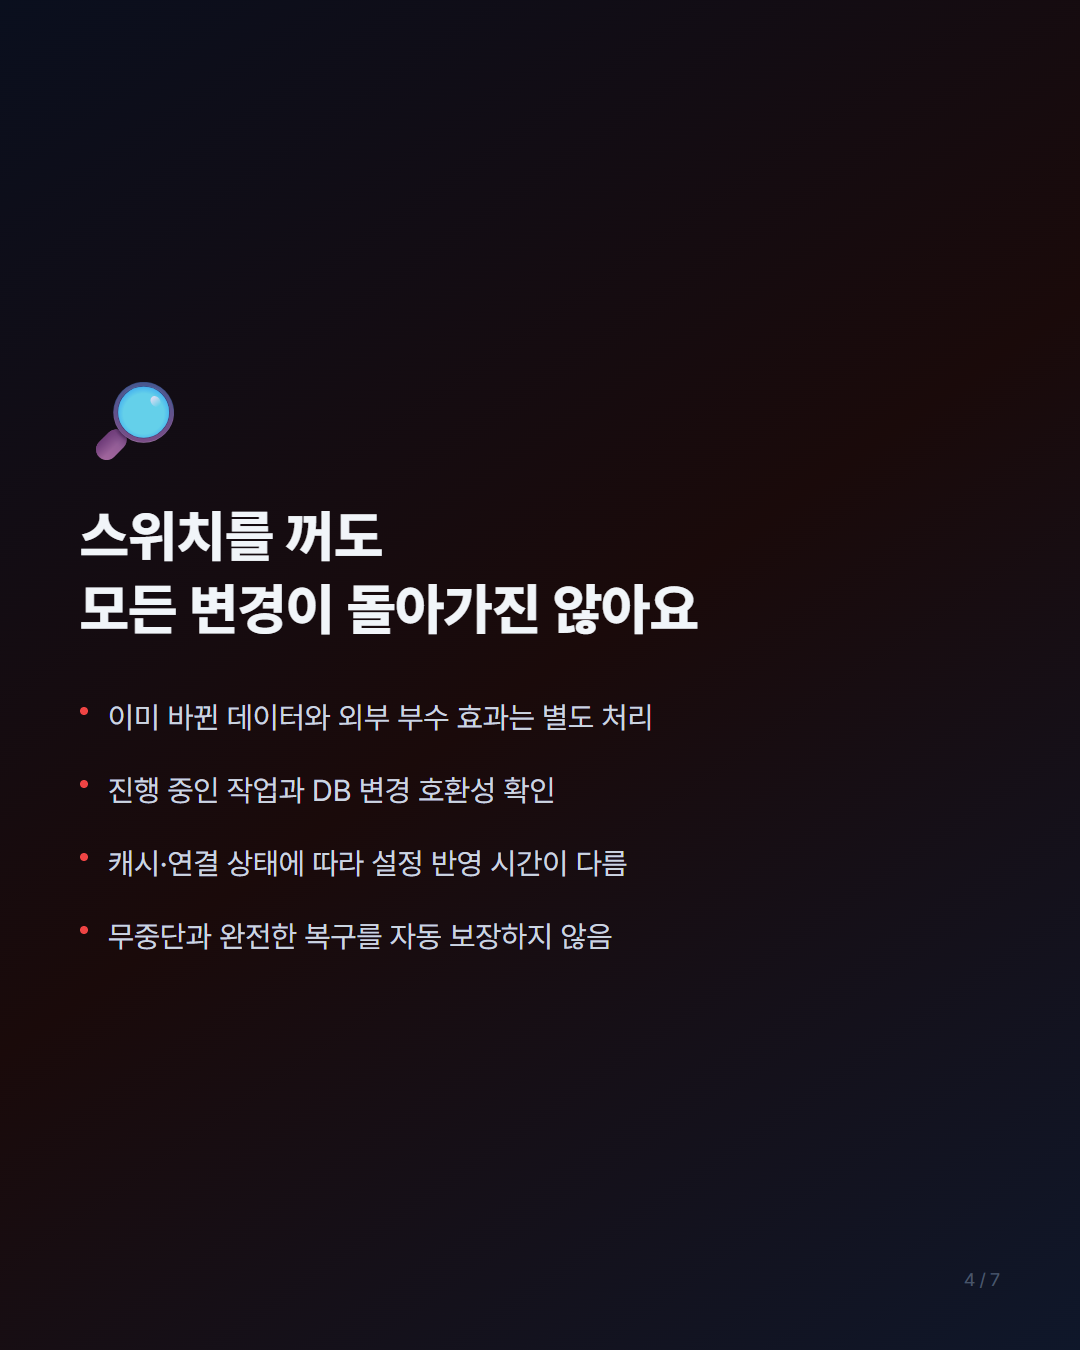 스위치를 꺼도
모든 변경이 돌아가진 않아요
• 이미 바뀐 데이터와 외부 부수 효과는 별도 처리
• 진행 중인 작업과 DB 변경 호환성 확인
• 캐시·연결 상태에 따라 설정 반영 시간이 다름
• 무중단과 완전한 복구를 자동 보장하지 않음
4 / 7